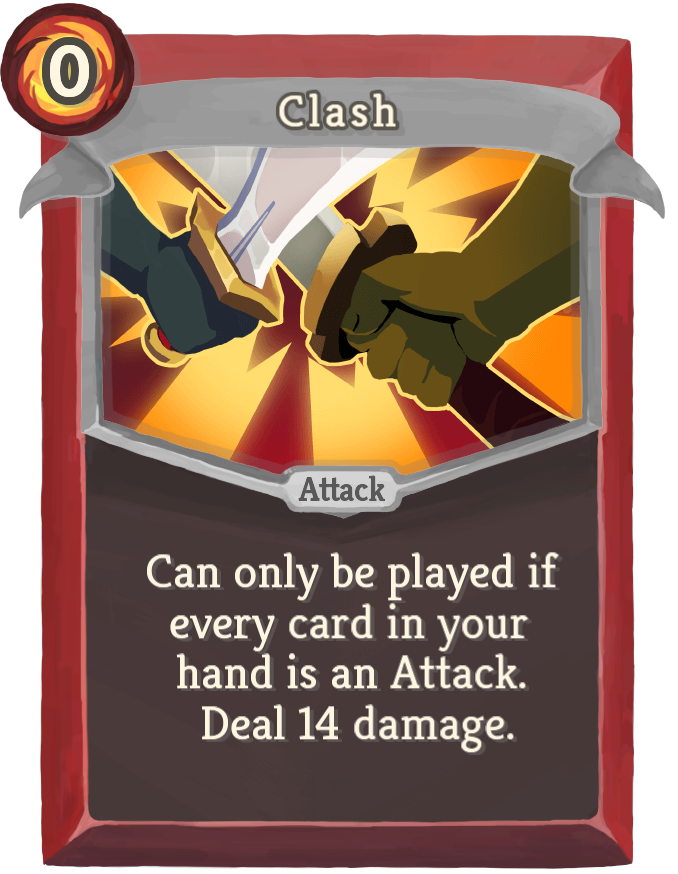 0
Clash
Attack
Can only be played if
every card in your
hand is an Attack.
Deal 14 damage.